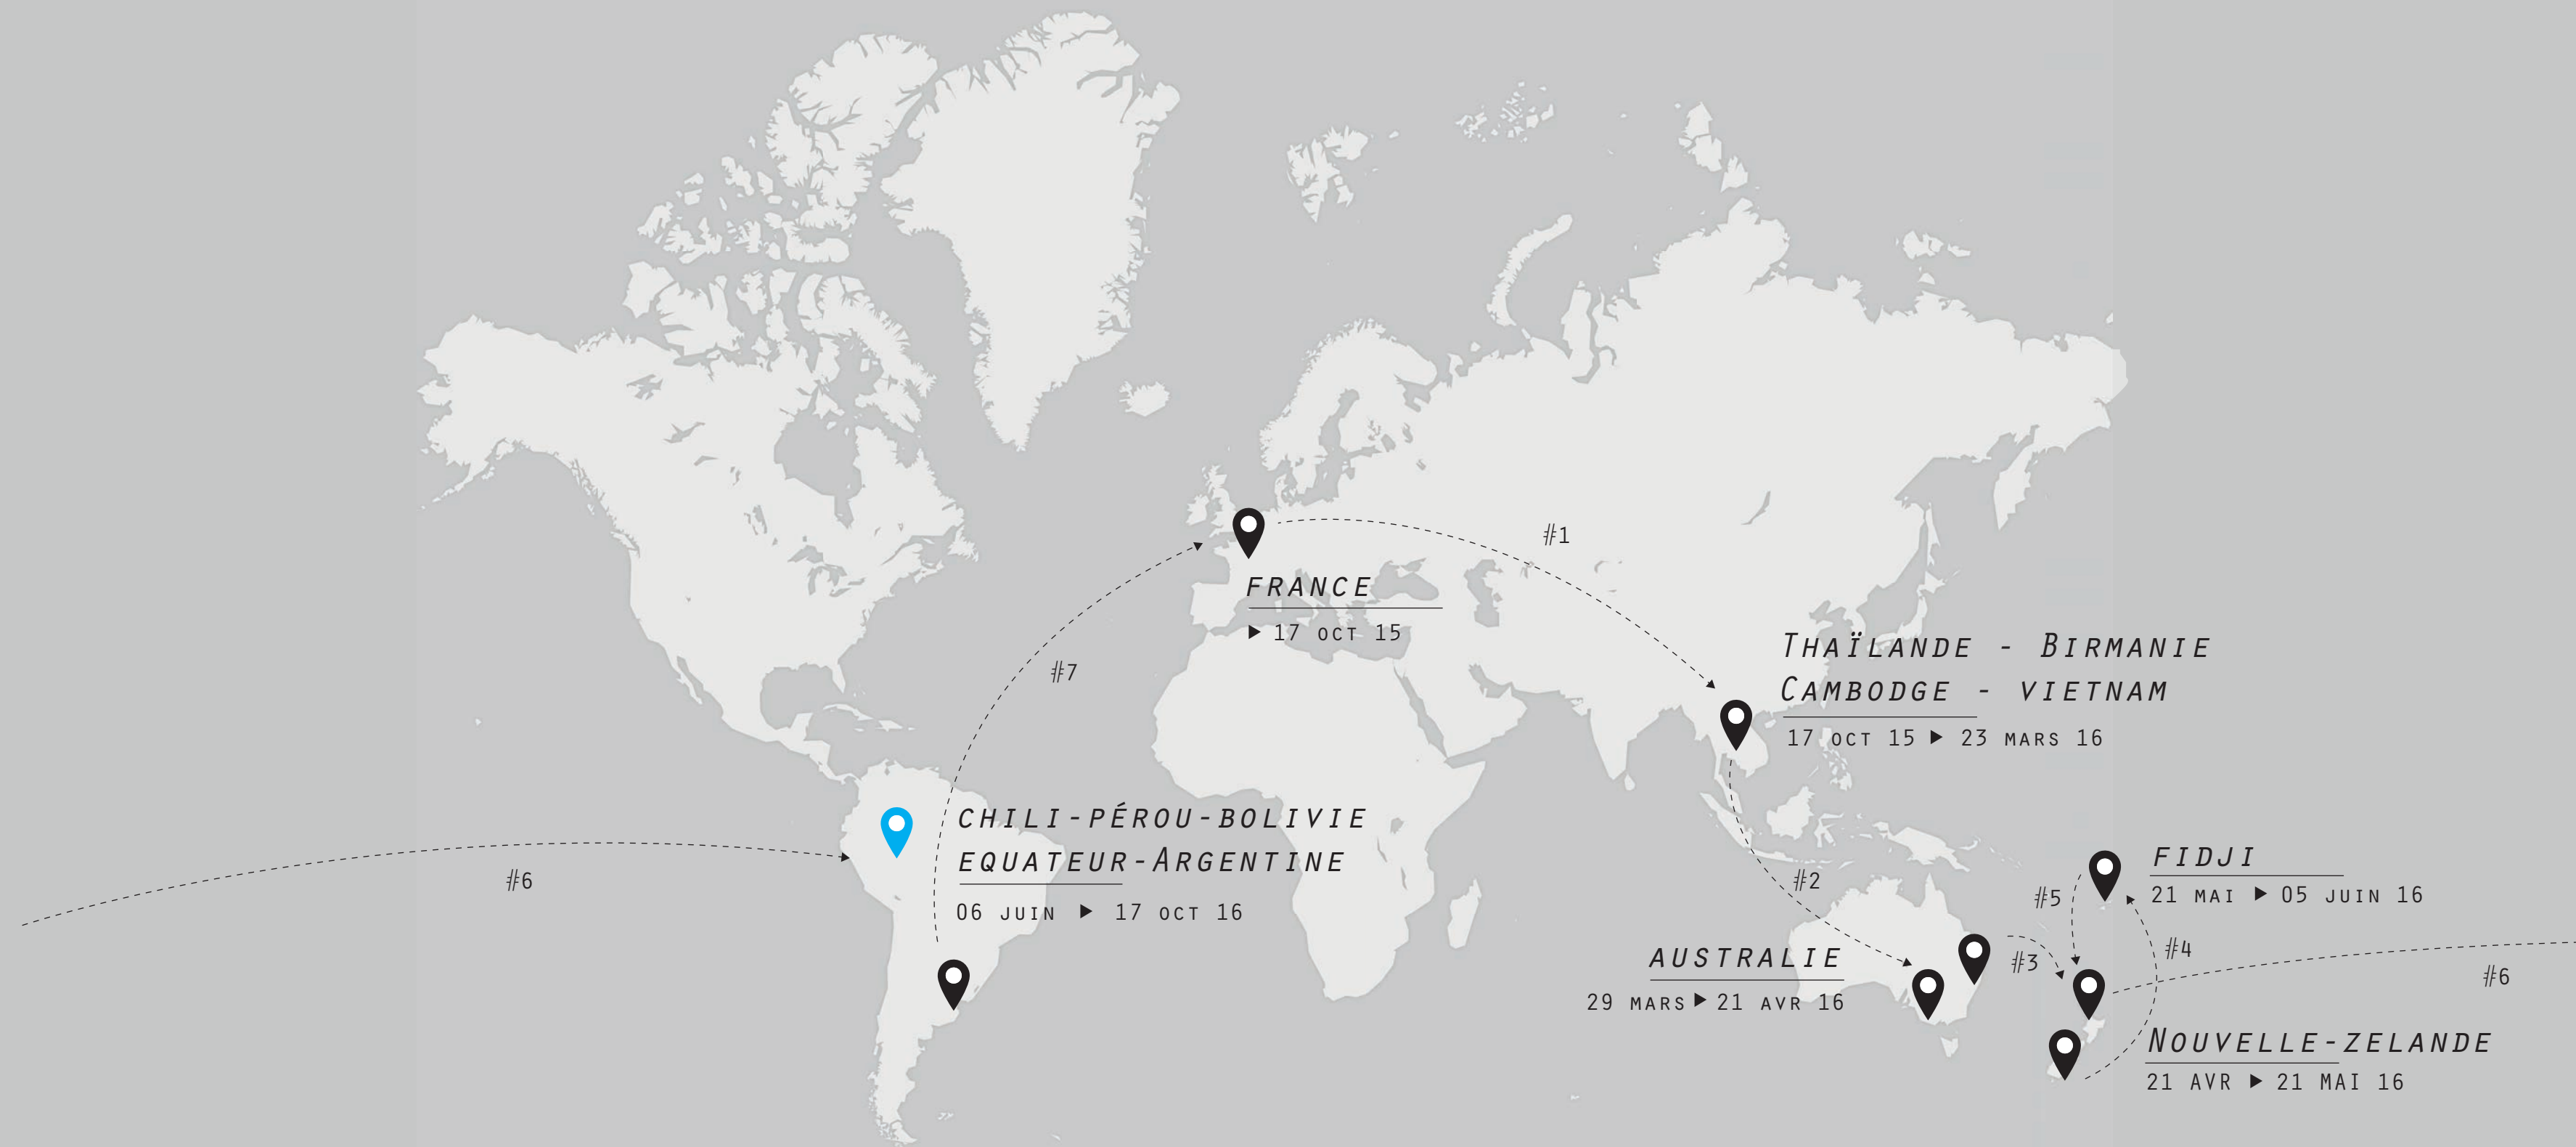 #1
FRANCE
▶ 17 OCT 15
THAÏLANDE - BIRMANIE
CAMBODGE - VIETNAM
17 OCT 15 ▶ 23 MARS 16
#7
CHILI-PÉROU-BOLIVIE
EQUATEUR-ARGENTINE
06 JUIN ▶ 17 OCT 16
#6
#2
FIDJI
21 MAI ▶ 05 JUIN 16
#5
#4
#3
#6
AUSTRALIE
29 MARS ▶ 21 AVR 16
NOUVELLE-ZELANDE
21 AVR ▶ 21 MAI 16